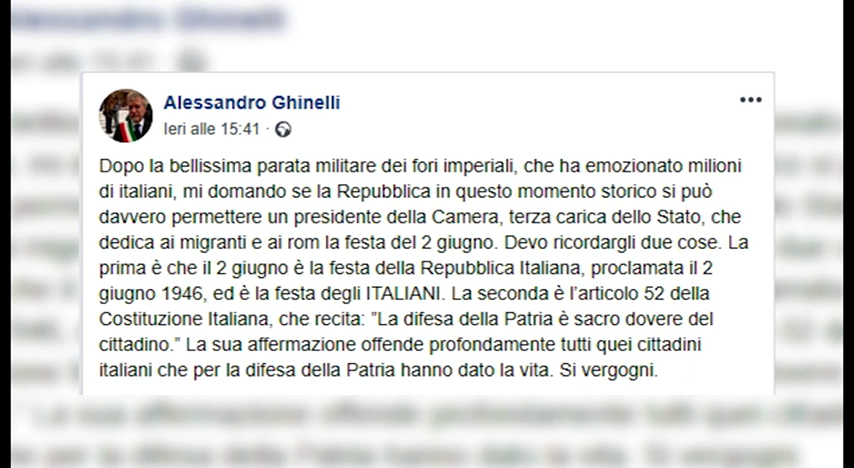 Alessandro Ghinelli
Ieri alle 15:41 ·
Dopo la bellissima parata militare dei fori imperiali, che ha emozionato milioni
di italiani, mi domando se la Repubblica in questo momento storico si può
davvero permettere un presidente della Camera, terza carica dello Stato, che
dedica ai migranti e ai rom la festa del 2 giugno. Devo ricordargli due cose. La
prima è che il 2 giugno è la festa della Repubblica Italiana, proclamata il 2
giugno 1946, ed è la festa degli ITALIANI. La seconda è l'articolo 52 della
Costituzione Italiana, che recita: "La difesa della Patria è sacro dovere del
cittadino." La sua affermazione offende profondamente tutti quei cittadini
italiani che per la difesa della Patria hanno dato la vita. Si vergogni.